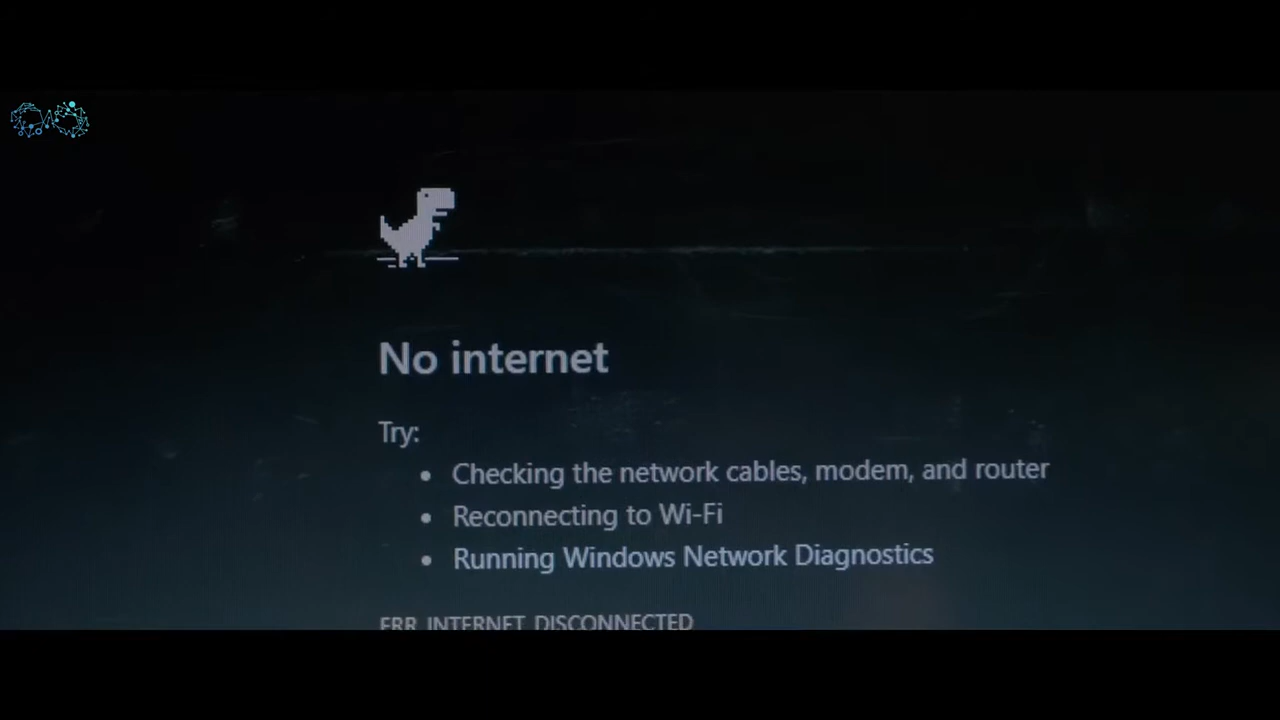 No internet
Try:
Checking the network cables, modem, and router
Reconnecting to Wi-Fi
Running Windows Network Diagnostics
ERR_INTERNET_DISCONNECTED